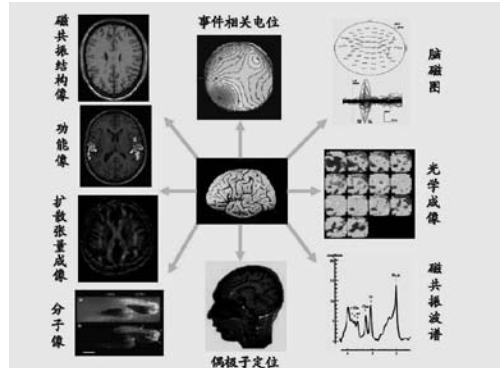 磁共振结构像
事件相关电位
脑磁图
功能像
光学成像
扩散张量成像
分子像
偶极子定位
磁共振波谱